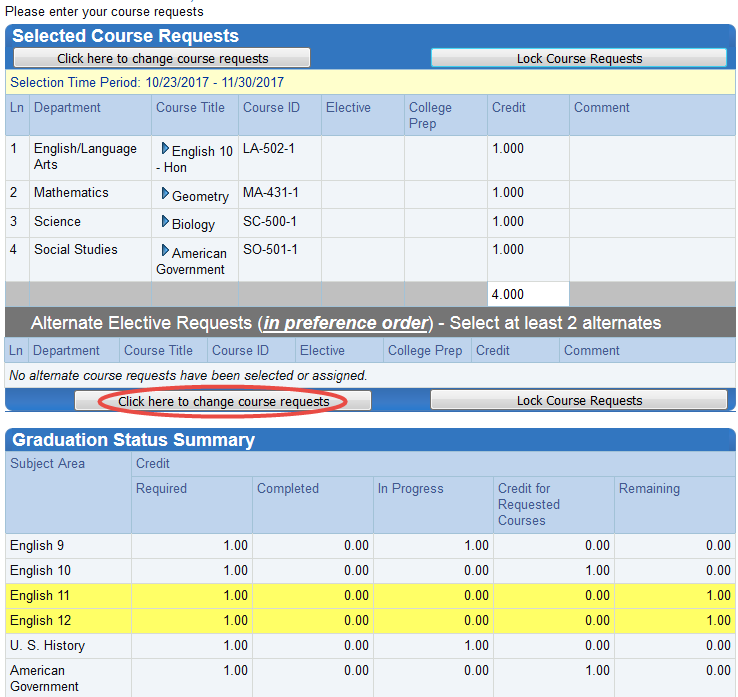 Please enter your course requests
Selected Course Requests
Click here to change course requests Lock Course Requests
Selection Time Period: 10/23/2017 - 11/30/2017
Ln Department Course Title Course ID Elective College Prep Credit Comment
1 English/Language Arts English 10 - Hon LA-502-1 1.000
2 Mathematics Geometry MA-431-1 1.000
3 Science Biology SC-500-1 1.000
4 Social Studies American Government SO-501-1 1.000
4.000
Alternate Elective Requests (in preference order) - Select at least 2 alternates
Ln Department Course Title Course ID Elective College Prep Credit Comment
No alternate course requests have been selected or assigned.
Click here to change course requests Lock Course Requests
Graduation Status Summary
Subject Area Credit
Required Completed In Progress Credit for Requested Courses Remaining
English 9 1.00 0.00 1.00 0.00 0.00
English 10 1.00 0.00 0.00 1.00 0.00
English 11 1.00 0.00 0.00 0.00 1.00
English 12 1.00 0.00 0.00 0.00 1.00
U. S. History 1.00 0.00 1.00 0.00 0.00
American Government 1.00 0.00 0.00 1.00 0.00